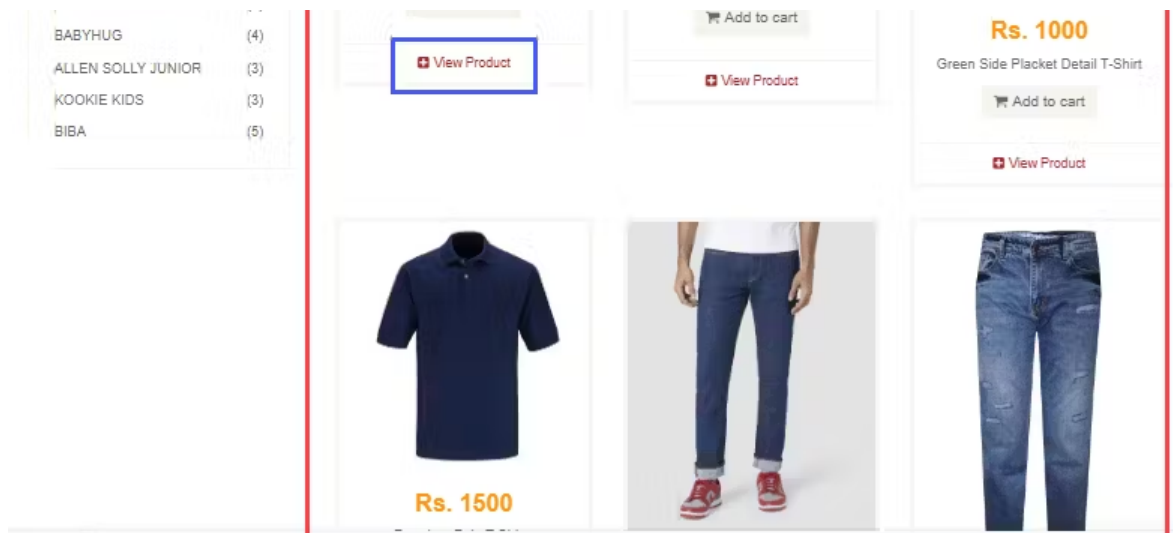 BABYHUG (4)
ALLEN SOLLY JUNIOR (3)
KOOKIE KIDS (3)
BIBA (5)
View Product
Add to cart
View Product
Rs. 1000
Green Side Placket Detail T-Shirt
Add to cart
View Product
Rs. 1500